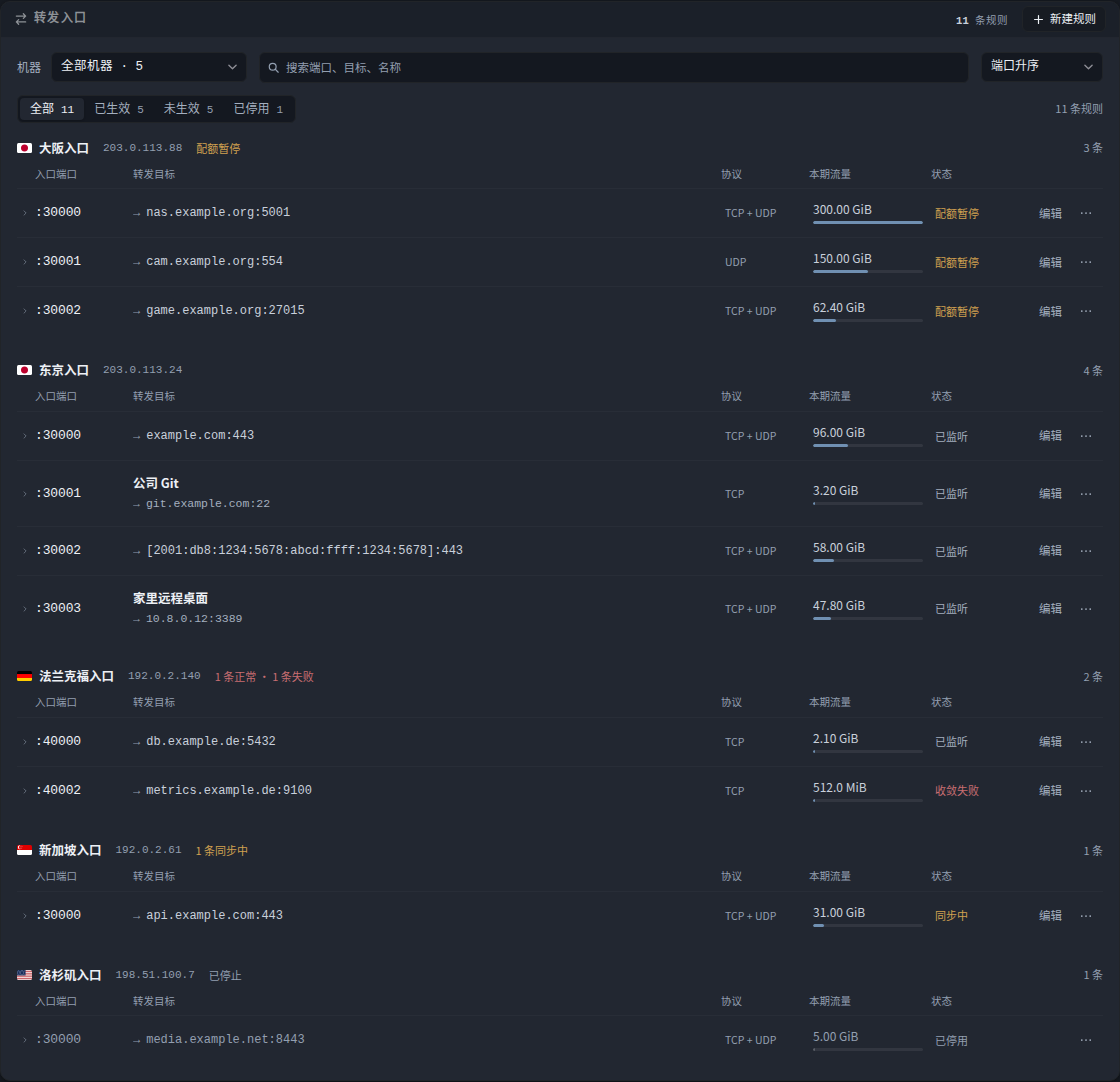 转发入口 11 条规则 + 新建规则
机器 全部机器 · 5 搜索端口、目标、名称 端口升序
全部 11 已生效 5 未生效 5 已停用 1 11 条规则
大阪入口 203.0.113.88 配额暂停 3 条
入口端口 转发目标 协议 本期流量 状态
:30000 → nas.example.org:5001 TCP + UDP 300.00 GiB 配额暂停 编辑 ···
:30001 → cam.example.org:554 UDP 150.00 GiB 配额暂停 编辑 ···
:30002 → game.example.org:27015 TCP + UDP 62.40 GiB 配额暂停 编辑 ···
东京入口 203.0.113.24 4 条
入口端口 转发目标 协议 本期流量 状态
:30000 → example.com:443 TCP + UDP 96.00 GiB 已监听 编辑 ···
公司 Git
:30001 → git.example.com:22 TCP 3.20 GiB 已监听 编辑 ···
:30002 → [2001:db8:1234:5678:abcd:ffff:1234:5678]:443 TCP + UDP 58.00 GiB 已监听 编辑 ···
家里远程桌面
:30003 → 10.8.0.12:3389 TCP + UDP 47.80 GiB 已监听 编辑 ···
法兰克福入口 192.0.2.140 1 条正常 · 1 条失败 2 条
入口端口 转发目标 协议 本期流量 状态
:40000 → db.example.de:5432 TCP 2.10 GiB 已监听 编辑 ···
:40002 → metrics.example.de:9100 TCP 512.0 MiB 收敛失败 编辑 ···
新加坡入口 192.0.2.61 1 条同步中 1 条
入口端口 转发目标 协议 本期流量 状态
:30000 → api.example.com:443 TCP + UDP 31.00 GiB 同步中 编辑 ···
洛杉矶入口 198.51.100.7 已停止 1 条
入口端口 转发目标 协议 本期流量 状态
:30000 → media.example.net:8443 TCP + UDP 5.00 GiB 已停用 ···